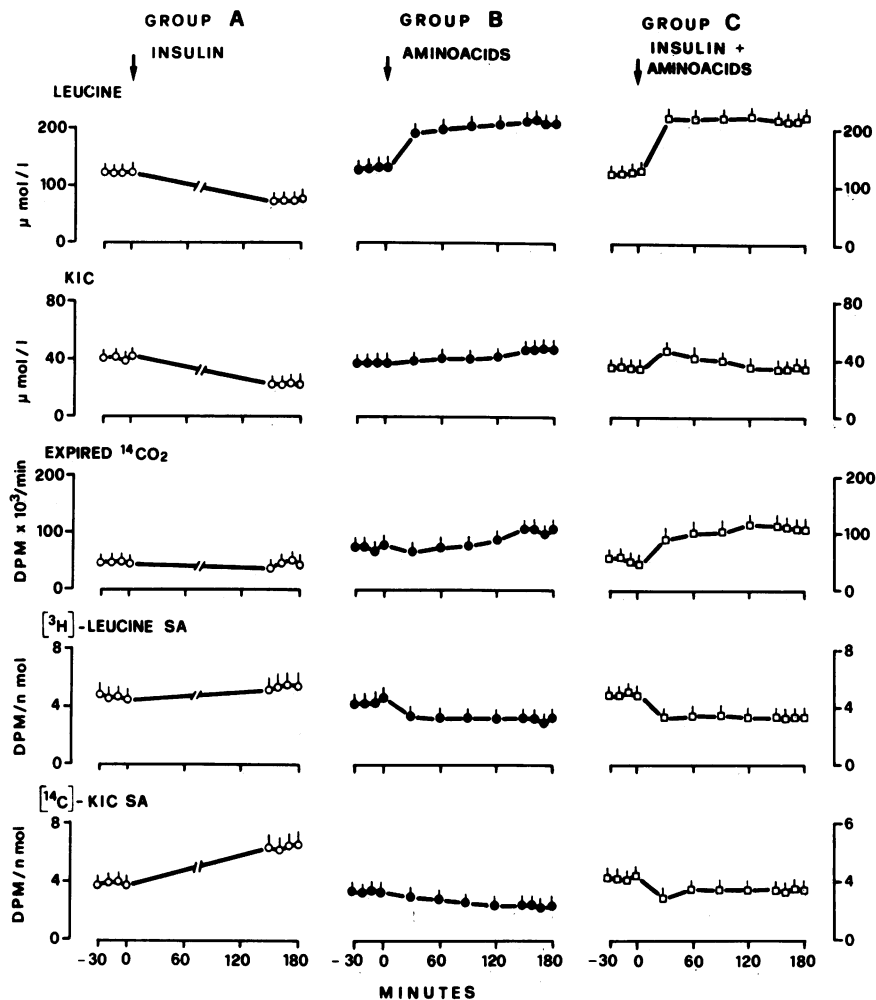 GROUP A GROUP B GROUP C
INSULIN AMINOACIDS INSULIN +
AMINOACIDS
LEUCINE
200 200
100 100
0 0
μ mol/l
KIC
80 80
40 40
0 0
μ mol/l
EXPIRED ¹⁴CO₂
200 200
100 100
0 0
DPM x 10³/min
[³H]-LEUCINE SA
8 8
4 4
0 0
DPM/n mol
[¹⁴C]-KIC SA
8 6
4 4
0 0
DPM/n mol
-30 0 60 120 180 -30 0 60 120 180 -30 0 60 120 180
MINUTES